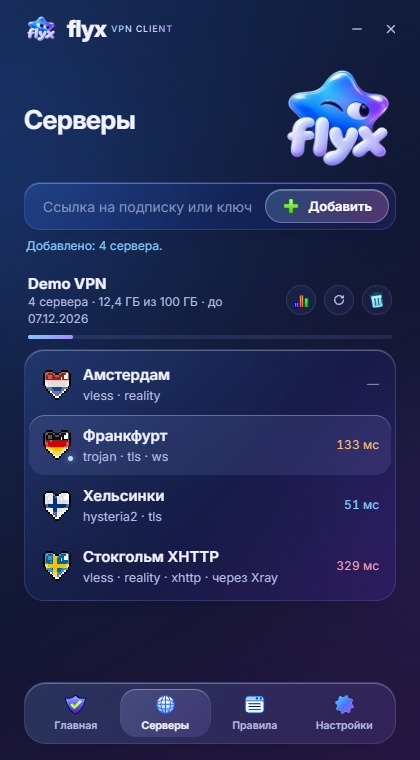 flyx
flyx VPN CLIENT
Серверы
flyx
Ссылка на подписку или ключ
Добавить
Добавлено: 4 сервера.
Demo VPN
4 сервера · 12,4 ГБ из 100 ГБ · до
07.12.2026
Амстердам
—
vless · reality
Франкфурт
133 мс
trojan · tls · ws
Хельсинки
51 мс
hysteria2 · tls
Стокгольм XHTTP
329 мс
vless · reality · xhttp · через Xray
Главная
Серверы
Правила
Настройки